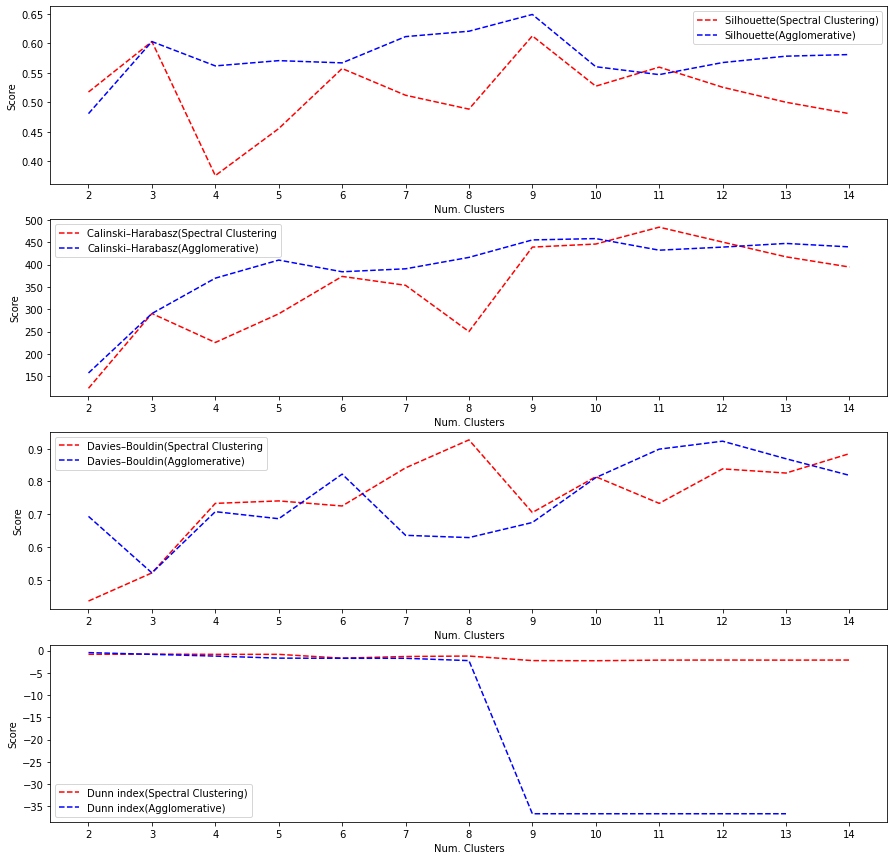 0.65
0.60
0.55
0.50
0.45
0.40
Score
Silhouette(Spectral Clustering)
Silhouette(Agglomerative)
2 3 4 5 6 7 8 9 10 11 12 13 14
Num. Clusters
500
450
400
350
300
250
200
150
Score
Calinski–Harabasz(Spectral Clustering
Calinski–Harabasz(Agglomerative)
2 3 4 5 6 7 8 9 10 11 12 13 14
Num. Clusters
0.9
0.8
0.7
0.6
0.5
Score
Davies–Bouldin(Spectral Clustering
Davies–Bouldin(Agglomerative)
2 3 4 5 6 7 8 9 10 11 12 13 14
Num. Clusters
0
−5
−10
−15
−20
−25
−30
−35
Score
Dunn index(Spectral Clustering)
Dunn index(Agglomerative)
2 3 4 5 6 7 8 9 10 11 12 13 14
Num. Clusters